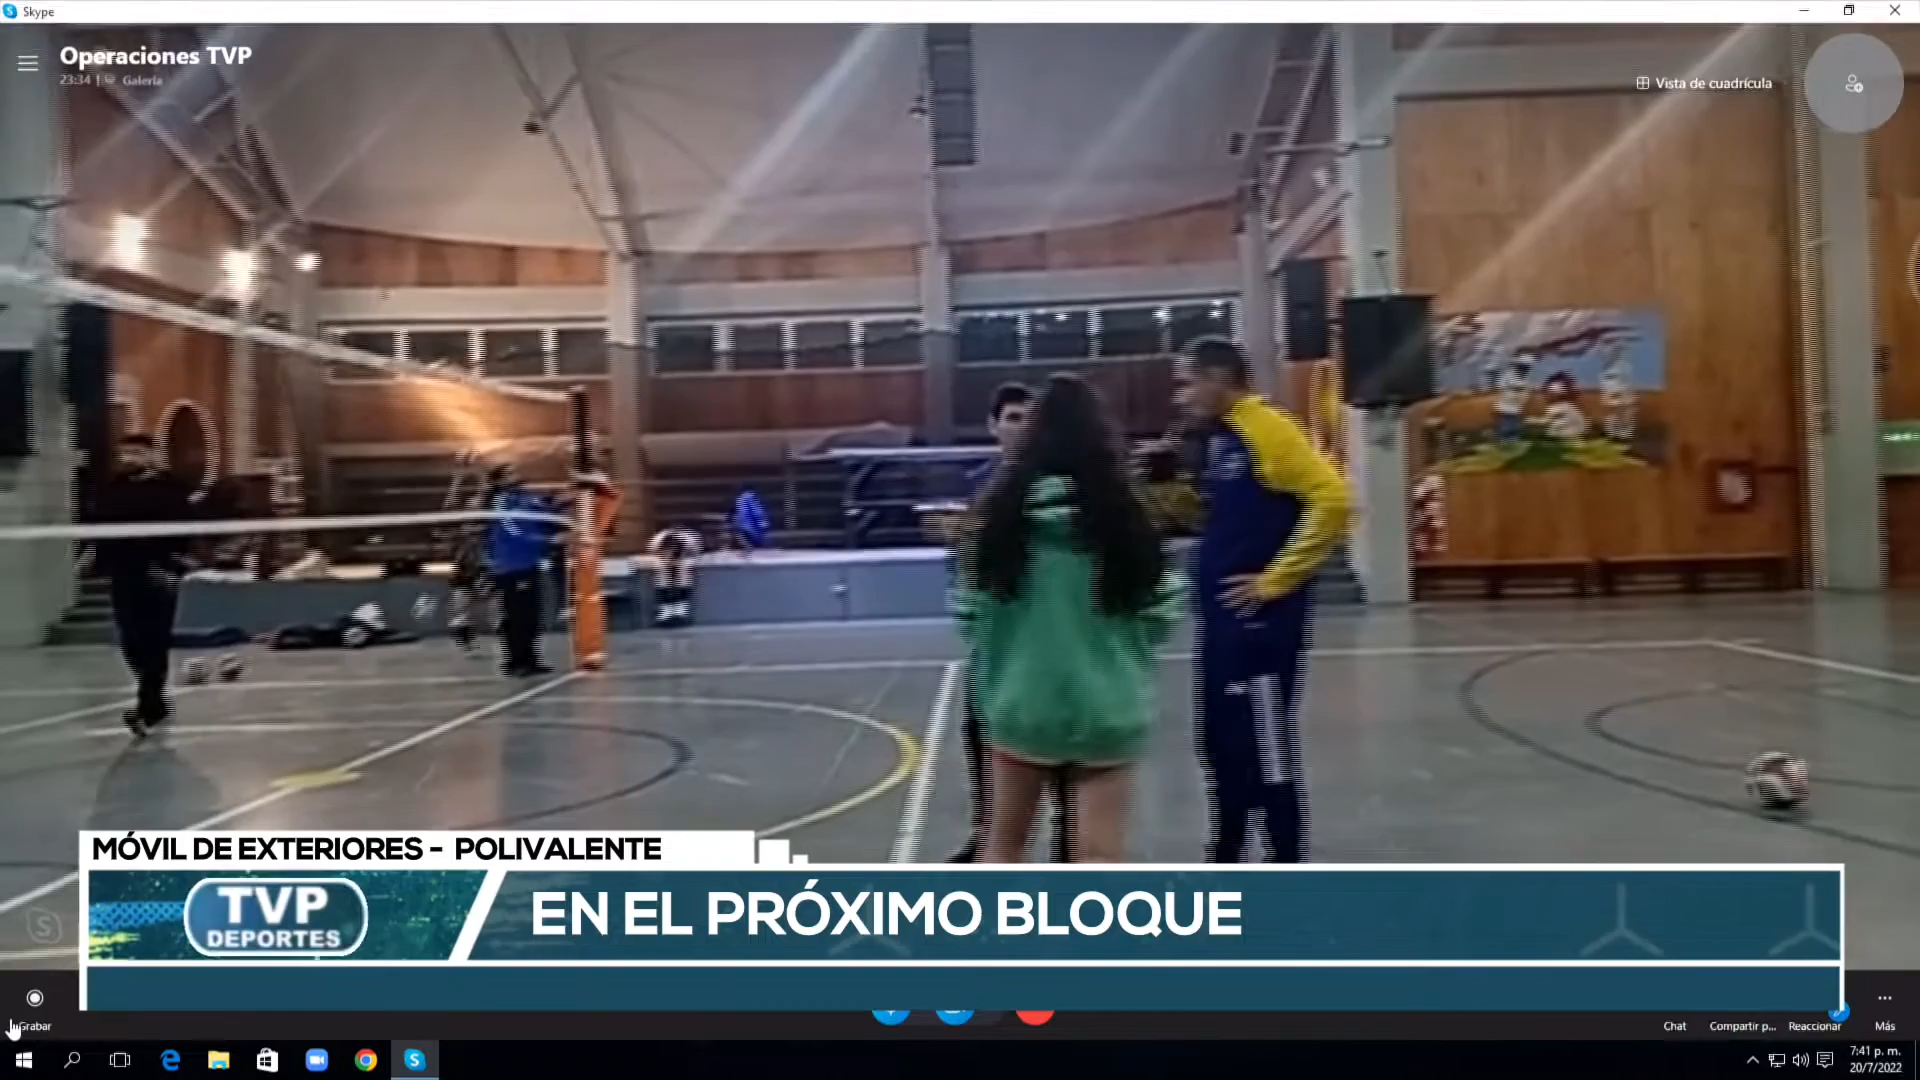 Skype
Operaciones TVP
23:34 | Galería
Vista de cuadrícula
MÓVIL DE EXTERIORES - POLIVALENTE
TVP
DEPORTES
EN EL PRÓXIMO BLOQUE
Grabar
Chat
Compartir p...
Reaccionar
Más
7:41 p. m.
20/7/2022